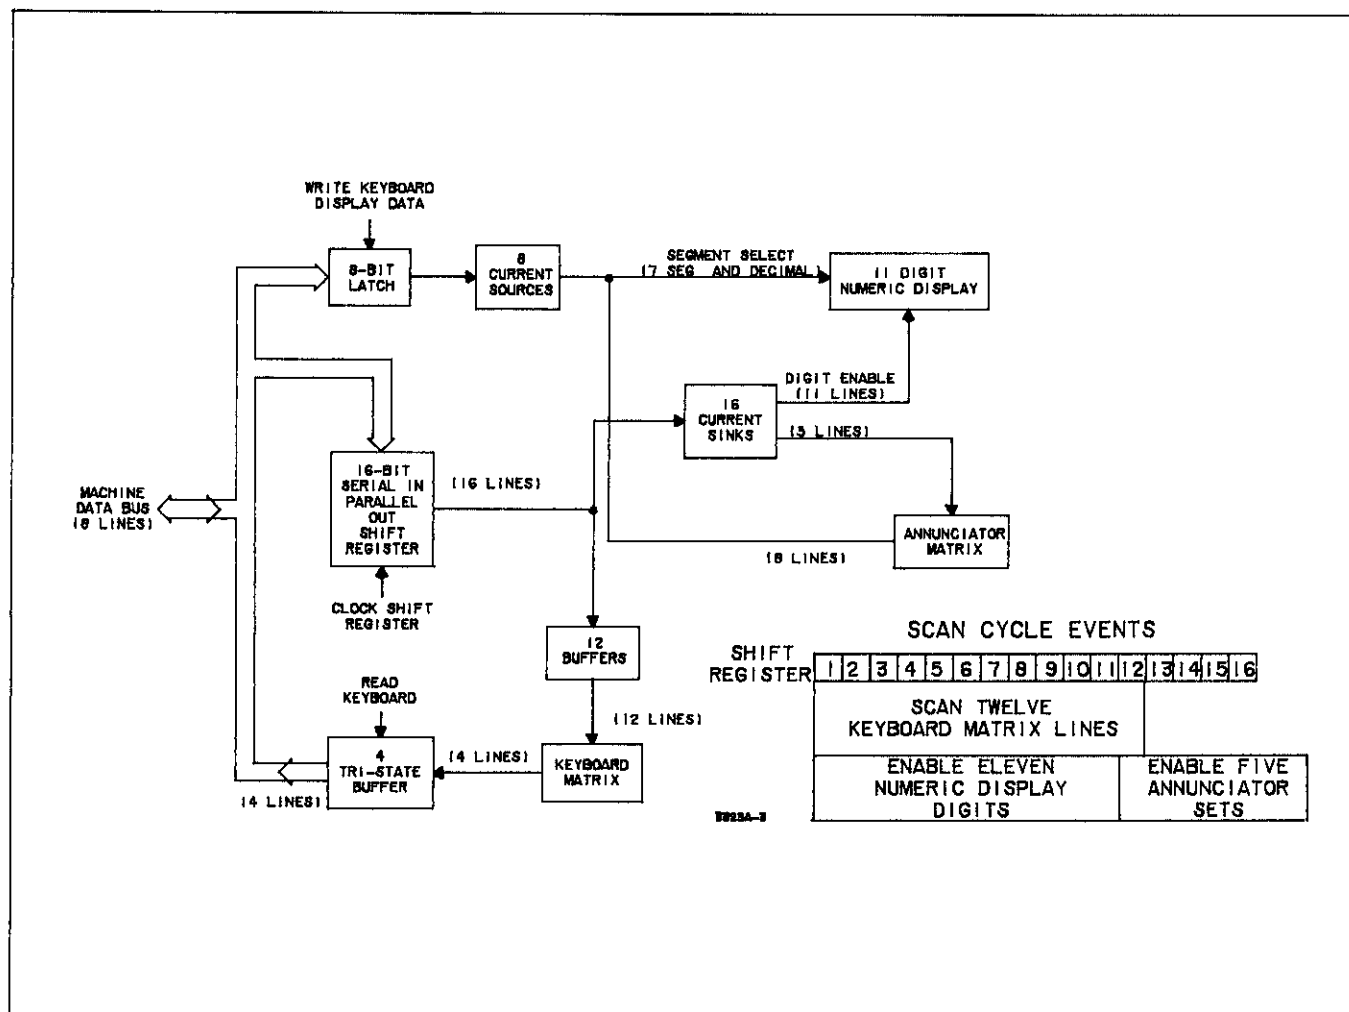 WRITE KEYBOARD
DISPLAY DATA
8-BIT
LATCH
8
CURRENT
SOURCES
SEGMENT SELECT
(7 SEG AND DECIMAL)
11 DIGIT
NUMERIC DISPLAY
DIGIT ENABLE
(11 LINES)
16
CURRENT
SINKS
(5 LINES)
16-BIT
SERIAL IN
PARALLEL
OUT
SHIFT
REGISTER
(16 LINES)
MACHINE
DATA BUS
(8 LINES)
ANNUNCIATOR
MATRIX
(8 LINES)
CLOCK SHIFT
REGISTER
12
BUFFERS
(12 LINES)
READ
KEYBOARD
4
TRI-STATE
BUFFER
(4 LINES)
KEYBOARD
MATRIX
(4 LINES)
SCAN CYCLE EVENTS
SHIFT
REGISTER
1 2 3 4 5 6 7 8 9 10 11 12 13 14 15 16
SCAN TWELVE
KEYBOARD MATRIX LINES
ENABLE ELEVEN
NUMERIC DISPLAY
DIGITS
ENABLE FIVE
ANNUNCIATOR
SETS